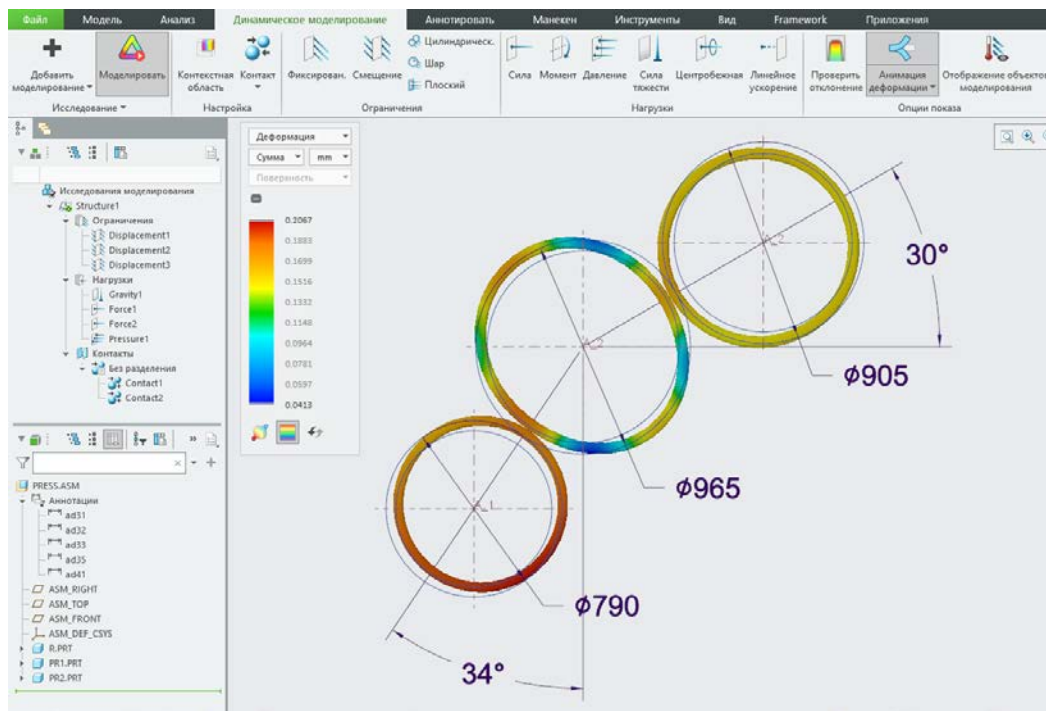 Файл Модель Анализ Динамическое моделирование Аннотировать Манекен Инструменты Вид Framework Приложения
Добавить моделирование Моделировать Контекстная область Контакт Фиксирован. Смещение Цилиндрическ. Сила Момент Давление Сила тяжести Центробежная Линейное ускорение Проверить отклонение Анимация деформации Отображение объектов моделирования
Шар
Плоский
Исследование Настройка Ограничения Нагрузки Опции показа
Исследования моделирования
Structure1
Ограничения
Displacement1
Displacement2
Displacement3
Нагрузки
Gravity1
Force1
Force2
Pressure1
Контакты
Без разделения
Contact1
Contact2
PRESS.ASM
Аннотации
ad31
ad32
ad33
ad35
ad41
ASM_RIGHT
ASM_TOP
ASM_FRONT
ASM_DEF_CSYS
R.PRT
PR1.PRT
PR2.PRT
Деформация
Сумма mm
Поверхность
0.2067
0.1883
0.1699
0.1516
0.1332
0.1148
0.0964
0.0781
0.0597
0.0413
30°
ϕ905
ϕ965
ϕ790
34°